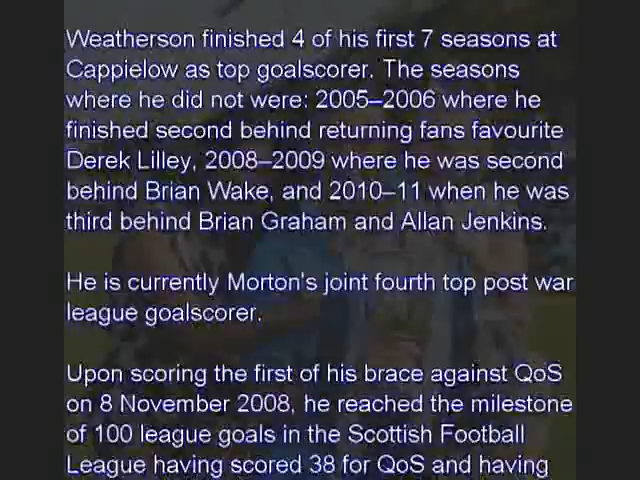 Weatherson finished 4 of his first 7 seasons at
Cappielow as top goalscorer. The seasons
where he did not were: 2005–2006 where he
finished second behind returning fans favourite
Derek Lilley, 2008–2009 where he was second
behind Brian Wake, and 2010–11 when he was
third behind Brian Graham and Allan Jenkins.
He is currently Morton's joint fourth top post war
league goalscorer.
Upon scoring the first of his brace against QoS
on 8 November 2008, he reached the milestone
of 100 league goals in the Scottish Football
League having scored 38 for QoS and having